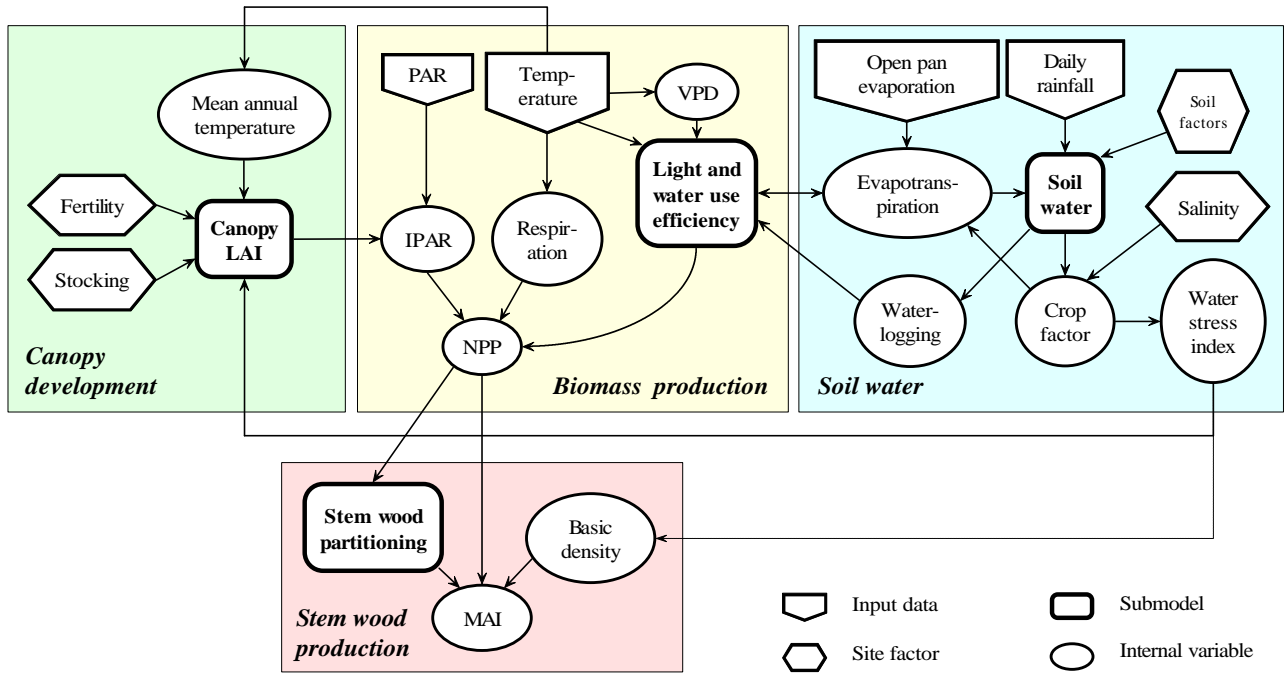 Mean annual
temperature
Fertility
Stocking
Canopy
LAI
Canopy
development
PAR
Temp-
erature
VPD
Light and
water use
efficiency
IPAR
Respir-
ation
NPP
Biomass production
Open pan
evaporation
Daily
rainfall
Soil
factors
Evapotrans-
piration
Soil
water
Salinity
Water-
logging
Crop
factor
Water
stress
index
Soil water
Stem wood
partitioning
Basic
density
MAI
Stem wood
production
Input data
Submodel
Site factor
Internal variable